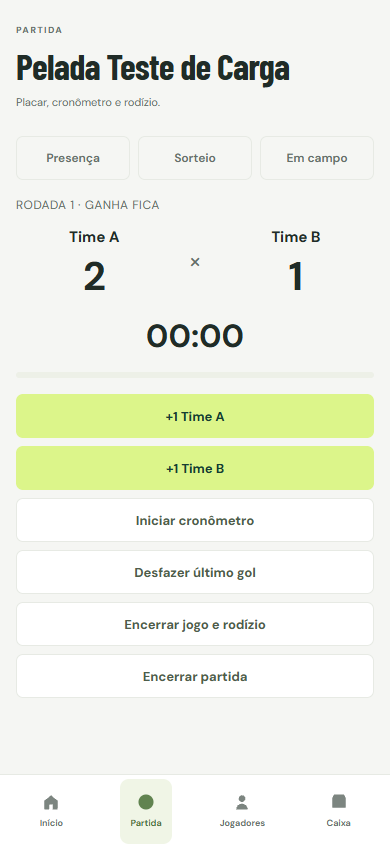 PARTIDA
Pelada Teste de Carga
Placar, cronômetro e rodízio.
Presença
Sorteio
Em campo
RODADA 1 · GANHA FICA
Time A
Time B
2
×
1
00:00
+1 Time A
+1 Time B
Iniciar cronômetro
Desfazer último gol
Encerrar jogo e rodízio
Encerrar partida
Início
Partida
Jogadores
Caixa